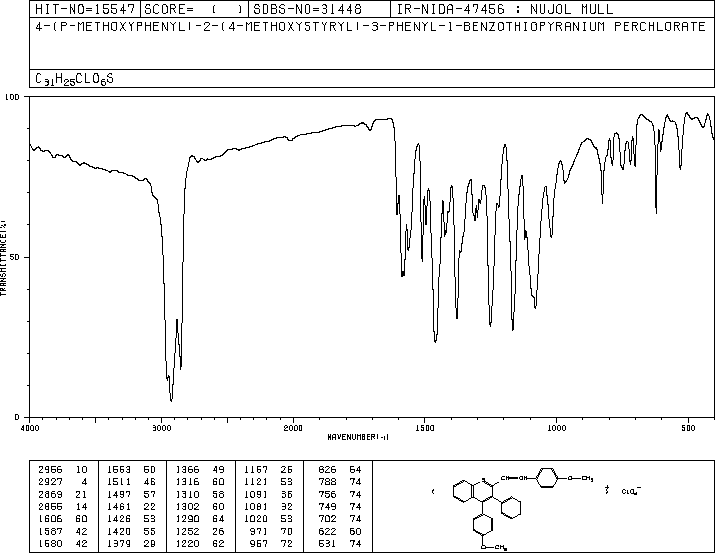 HIT-NO=15547 SCORE= ( ) SDBS-NO=31448 IR-NIDA-47456 : NUJOL MULL
4-(P-METHOXYPHENYL)-2-(4-METHOXYSTYRYL)-3-PHENYL-1-BENZOTHIOPYRANIUM PERCHLORATE
C31H25CLO6S
100
50
0
TRANSMITTANCE(%)
4000 3000 2000 1500 1000 500
WAVENUMBER(-1)
2956 10 1563 50 1366 49 1167 26 826 64
2927 4 1511 46 1316 60 1121 53 788 74
2869 21 1497 57 1310 58 1091 36 756 74
2855 14 1461 22 1302 60 1081 32 749 74
1606 60 1426 53 1290 64 1020 53 702 74
1587 42 1420 55 1252 26 971 70 622 60
1580 42 1379 29 1220 62 967 72 531 74
S CH=CH O-CH3 ClO4-
O-CH3